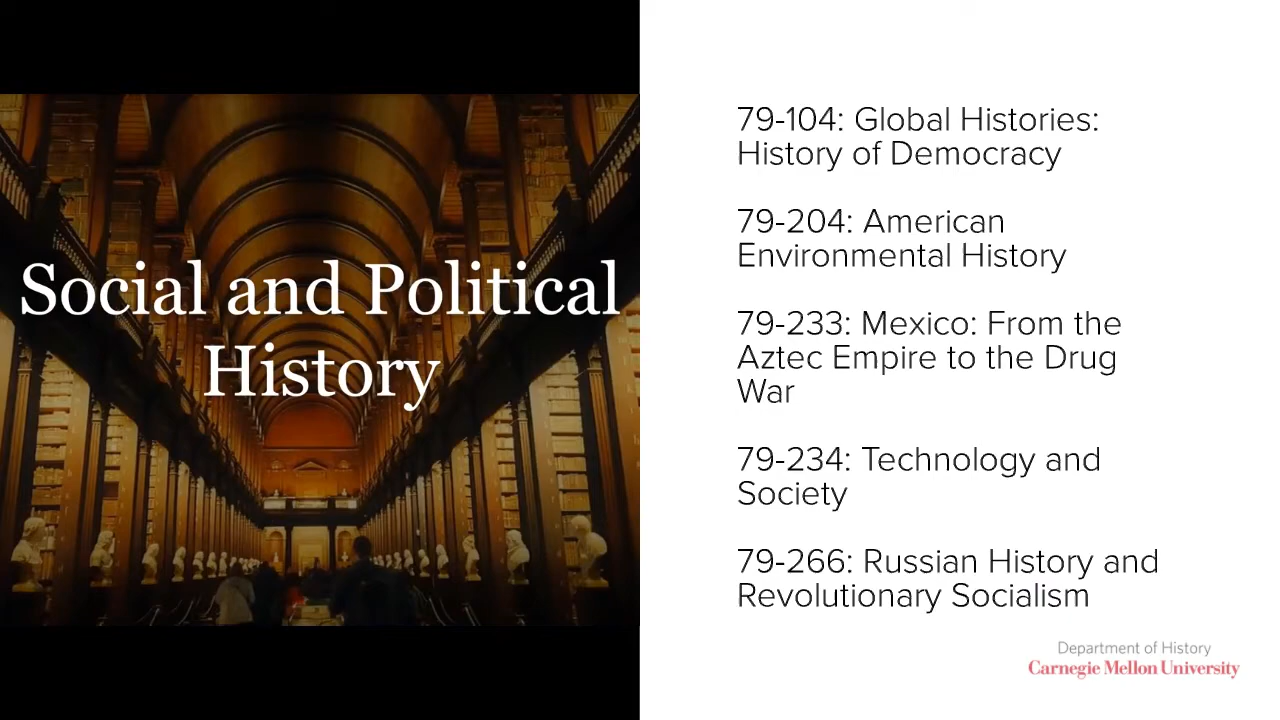 Social and Political
History
79-104: Global Histories:
History of Democracy
79-204: American
Environmental History
79-233: Mexico: From the
Aztec Empire to the Drug
War
79-234: Technology and
Society
79-266: Russian History and
Revolutionary Socialism
Department of History
Carnegie Mellon University